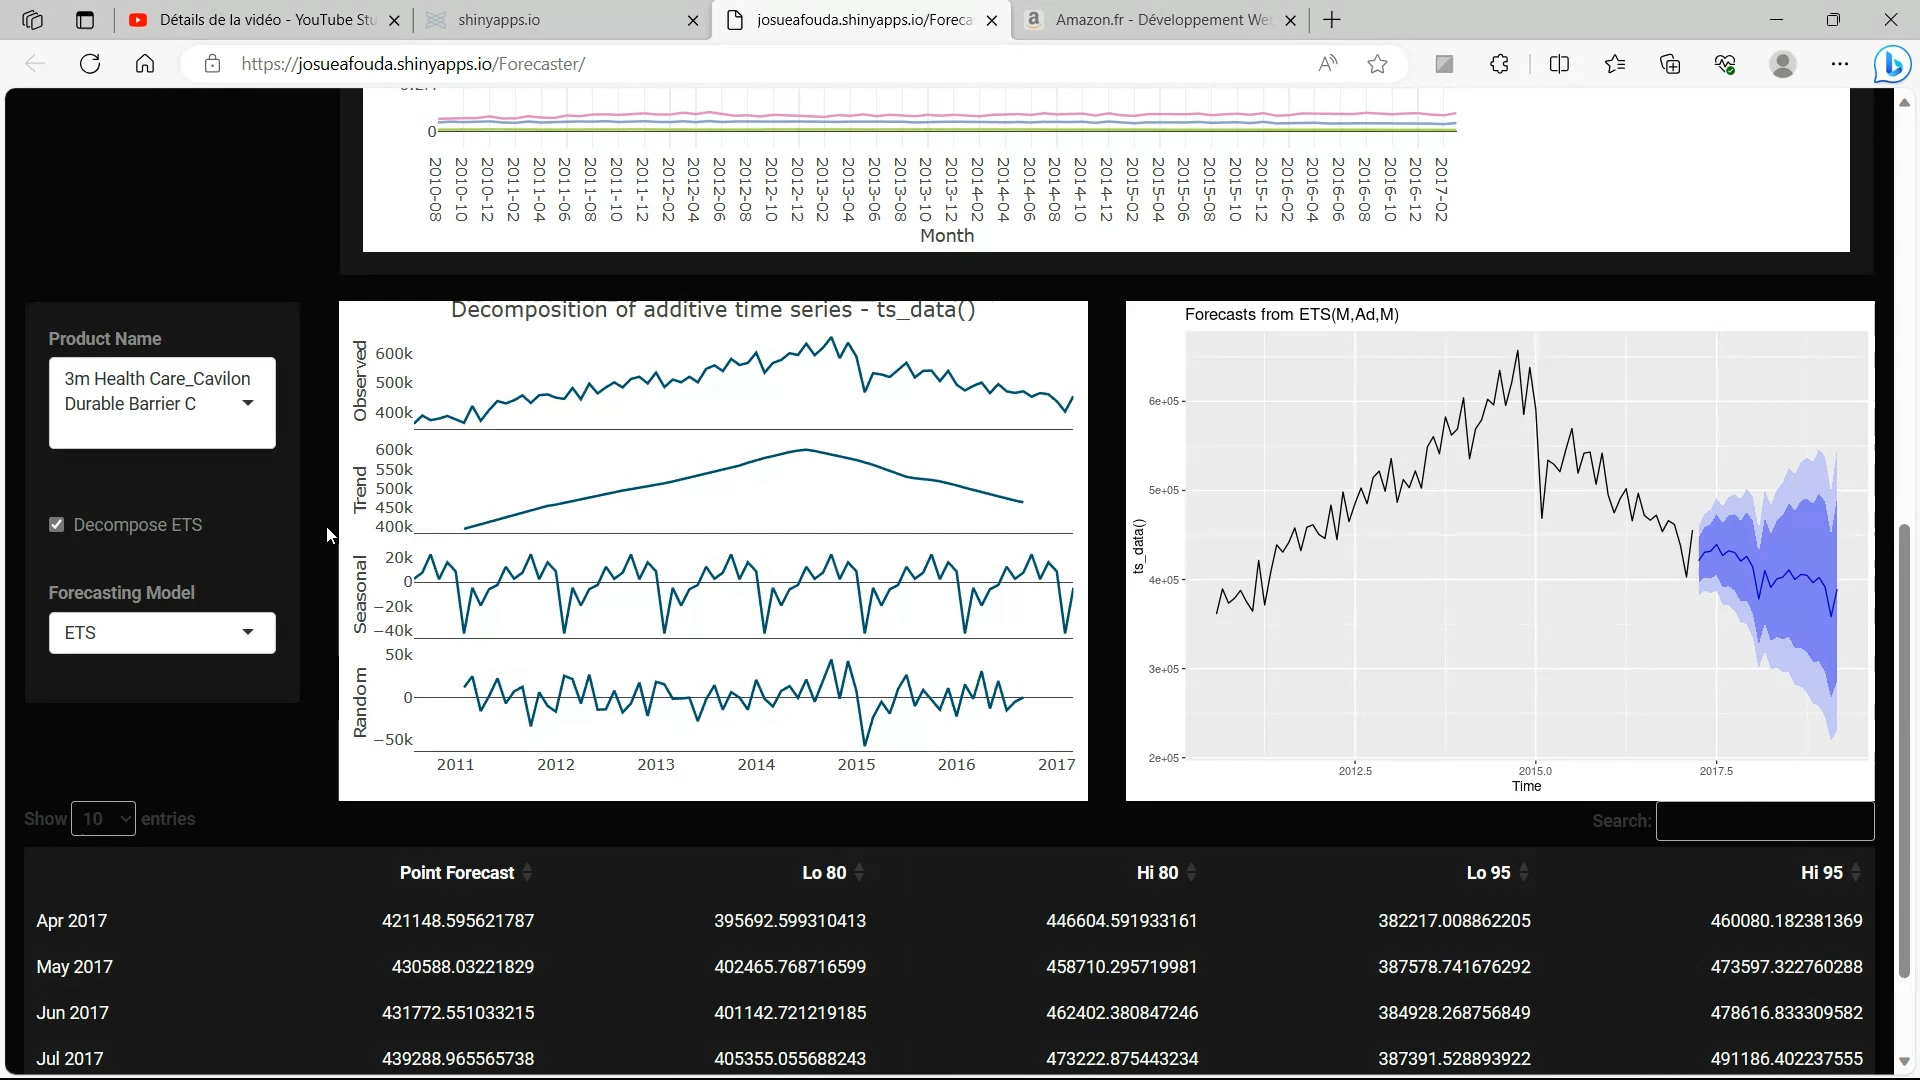 Détails de la vidéo - YouTube Stu
shinyapps.io
josueafouda.shinyapps.io/Foreca
Amazon.fr - Développement We
https://josueafouda.shinyapps.io/Forecaster/
0
2010-08
2010-10
2010-12
2011-02
2011-04
2011-06
2011-08
2011-10
2011-12
2012-02
2012-04
2012-06
2012-08
2012-10
2012-12
2013-02
2013-04
2013-06
2013-08
2013-10
2013-12
2014-02
2014-04
2014-06
2014-08
2014-10
2014-12
2015-02
2015-04
2015-06
2015-08
2015-10
2015-12
2016-02
2016-04
2016-06
2016-08
2016-10
2016-12
2017-02
Month
Product Name
3m Health Care_Cavilon
Durable Barrier C
Decompose ETS
Forecasting Model
ETS
Decomposition of additive time series - ts_data()
Observed
600k
500k
400k
Trend
600k
550k
500k
450k
400k
Seasonal
20k
0
−20k
−40k
Random
50k
0
−50k
2011 2012 2013 2014 2015 2016 2017
Forecasts from ETS(M,Ad,M)
ts_data()
6e+05
5e+05
4e+05
3e+05
2e+05
2012.5 2015.0 2017.5
Time
Show 10 entries
Search:
Point Forecast Lo 80 Hi 80 Lo 95 Hi 95
Apr 2017 421148.595621787 395692.599310413 446604.591933161 382217.008862205 460080.182381369
May 2017 430588.03221829 402465.768716599 458710.295719981 387578.741676292 473597.322760288
Jun 2017 431772.551033215 401142.721219185 462402.380847246 384928.268756849 478616.833309582
Jul 2017 439288.965565738 405355.055688243 473222.875443234 387391.528893922 491186.402237555